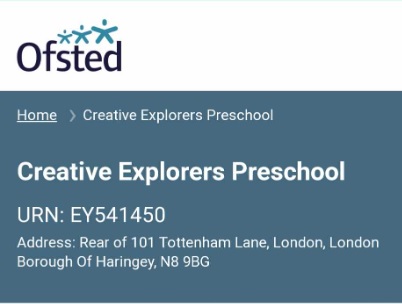 Ofsted
Home > Creative Explorers Preschool
Creative Explorers Preschool
URN: EY541450
Address: Rear of 101 Tottenham Lane, London, London
Borough Of Haringey, N8 9BG